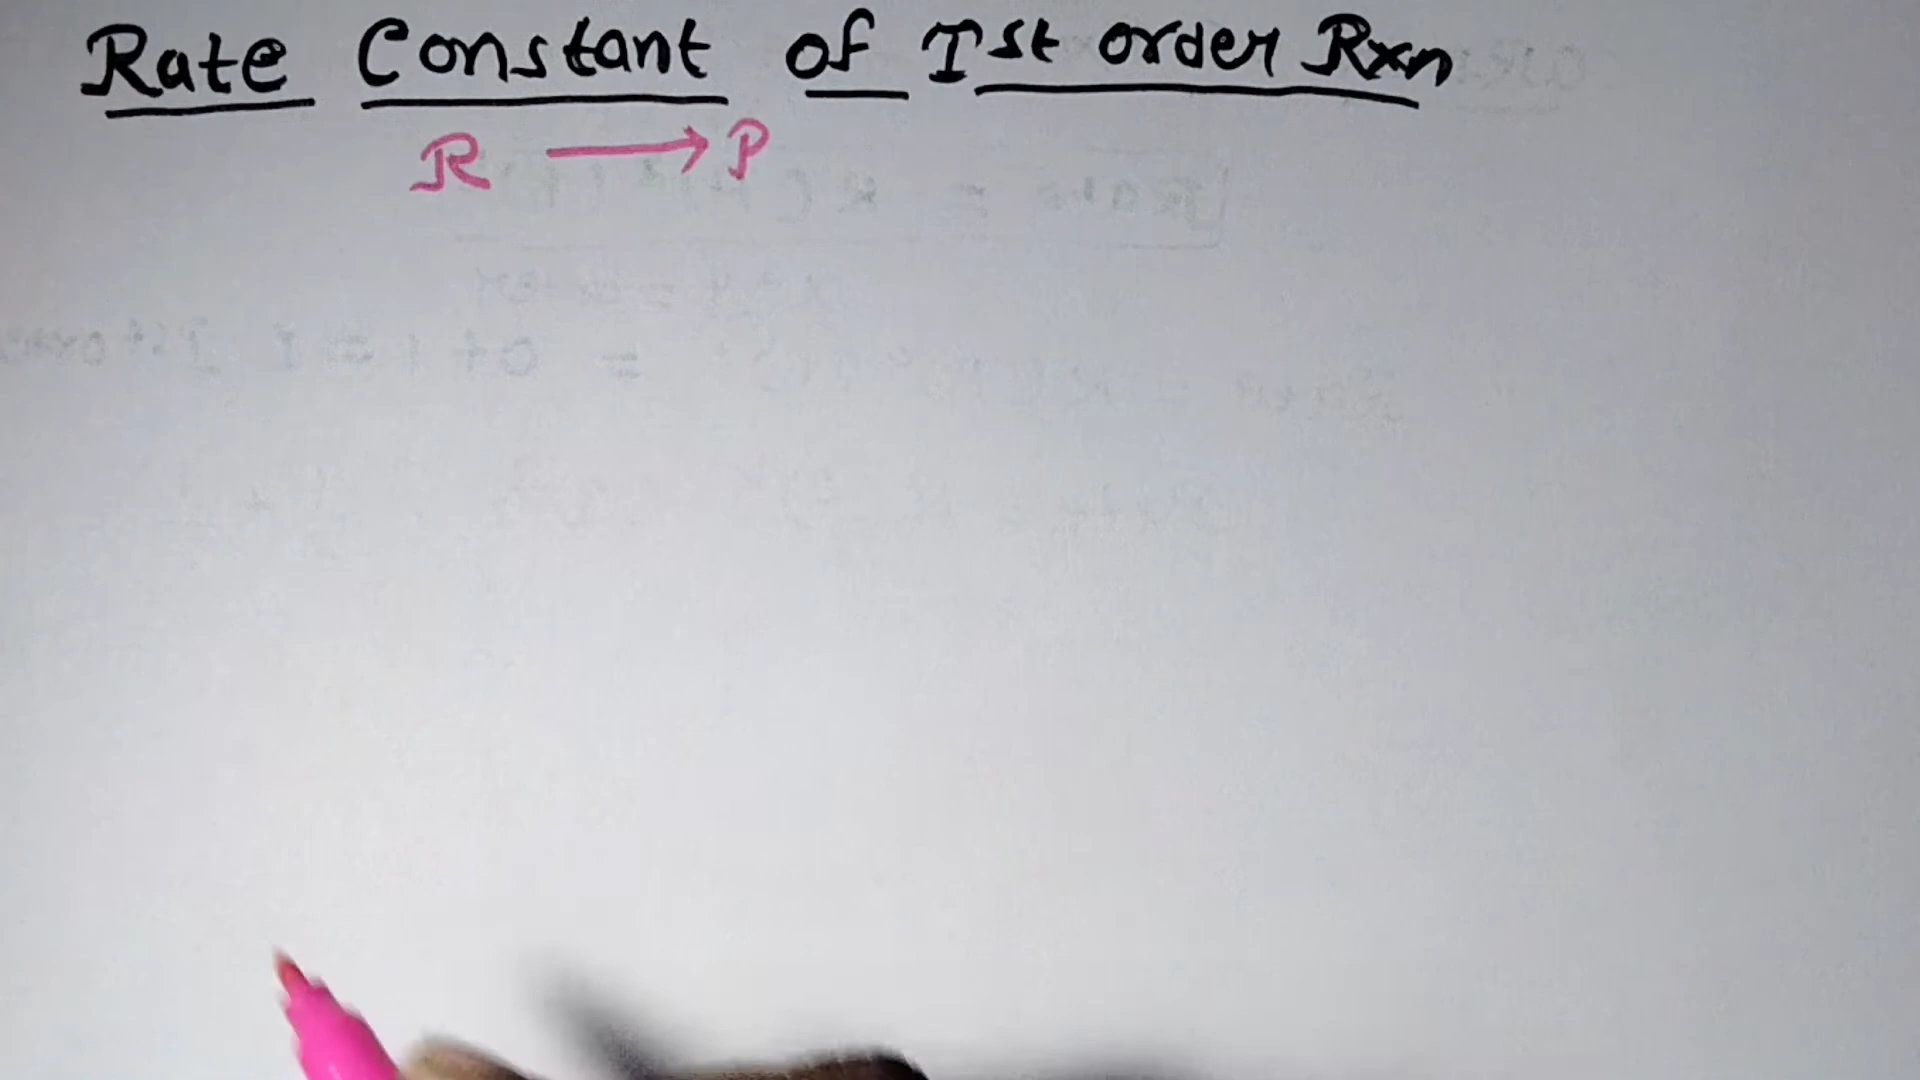 Rate Constant of Ist order Rxn
R ⟶ P